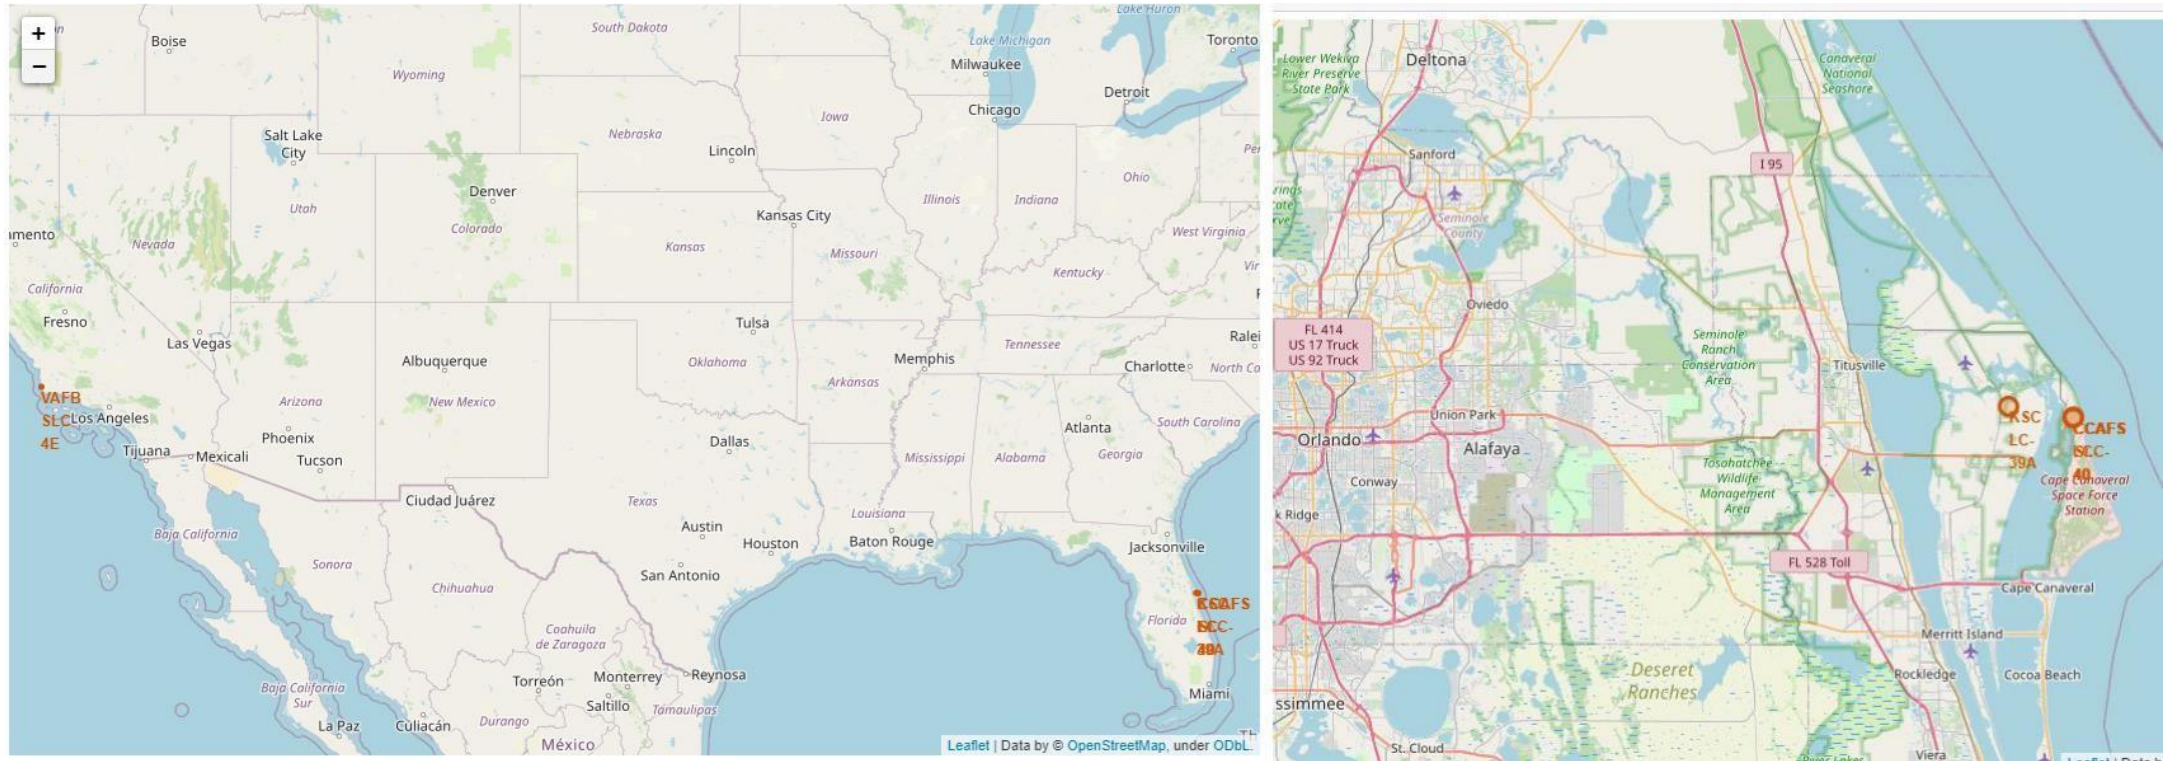 +
−
Boise
South Dakota
Lake Huron
Lake Michigan
Toronto
Wyoming
Milwaukee
Detroit
Chicago
Iowa
Nebraska
Salt Lake
City
Lincoln
Denver
Ohio
Illinois
Indiana
Utah
Colorado
Kansas City
amento
Nevada
Kansas
Missouri
West Virginia
Kentucky
California
Fresno
Las Vegas
Tulsa
Albuquerque
Oklahoma
Memphis
Tennessee
Charlotte
Arkansas
VAFB
SLC-
4E
Los Angeles
Arizona
New Mexico
Phoenix
Tucson
Dallas
Atlanta
South Carolina
Tijuana
Mexicali
Mississippi
Alabama
Georgia
Ciudad Juárez
Texas
Austin
Louisiana
Baton Rouge
Houston
Jacksonville
Baja California
Sonora
Chihuahua
San Antonio
Florida
Coahuila
de Zaragoza
Torreón
Monterrey
Reynosa
Saltillo
Miami
Baja California
Sur
La Paz
Culiacán
Durango
Tamaulipas
México
Leaflet | Data by © OpenStreetMap, under ODbL.
Lower Wekiva
River Preserve
State Park
Deltona
Canaveral
National
Seashore
Sanford
I 95
Seminole
County
Oviedo
FL 414
US 17 Truck
US 92 Truck
Seminole
Ranch
Conservation
Area
Titusville
Union Park
Orlando
Alafaya
KSC
LC-
39A
CCAFS
Tosohatchee
Wildlife
Management
Area
Conway
Cape Canaveral
Space Force
Station
k Ridge
FL 528 Toll
Cape Canaveral
Merritt Island
Deseret
Ranches
Rockledge
Cocoa Beach
ssimmee
St. Cloud
Viera